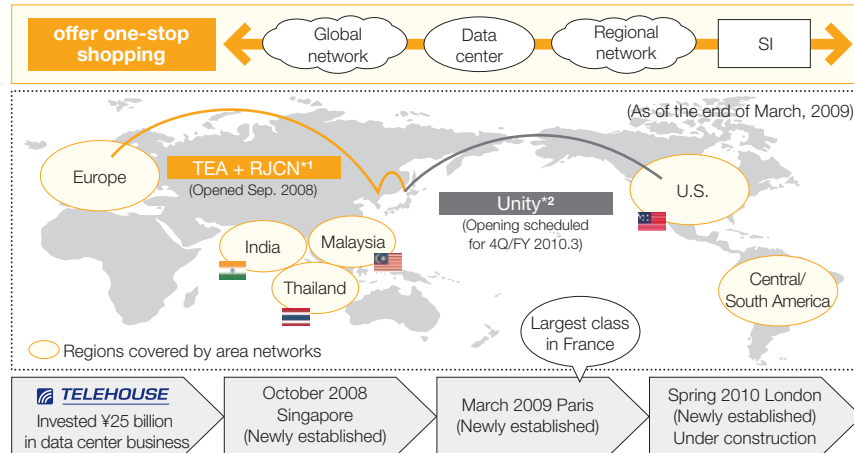 offer one-stop
shopping
Global
network
Data
center
Regional
network
SI
(As of the end of March, 2009)
Europe
TEA + RJCN*1
(Opened Sep. 2008)
Unity*2
(Opening scheduled
for 4Q/FY 2010.3)
U.S.
India
Malaysia
Thailand
Central/
South America
Largest class
in France
Regions covered by area networks
TELEHOUSE
Invested ¥25 billion
in data center business
October 2008
Singapore
(Newly established)
March 2009 Paris
(Newly established)
Spring 2010 London
(Newly established)
Under construction